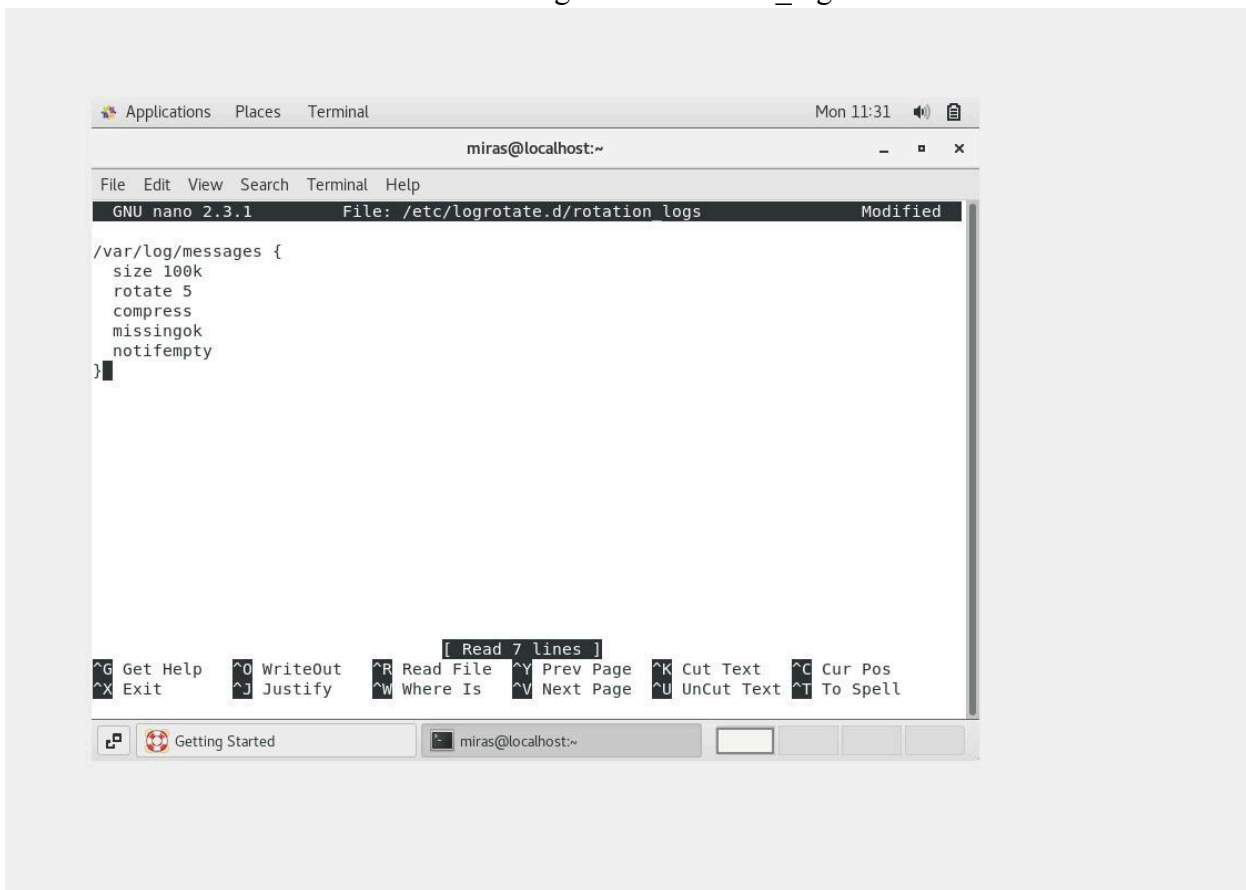 Applications Places Terminal Mon 11:31
miras@localhost:~
File Edit View Search Terminal Help
GNU nano 2.3.1 File: /etc/logrotate.d/rotation_logs Modified
/var/log/messages {
size 100k
rotate 5
compress
missingok
notifempty
}
[ Read 7 lines ]
^G Get Help ^O WriteOut ^R Read File ^Y Prev Page ^K Cut Text ^C Cur Pos
^X Exit ^J Justify ^W Where Is ^V Next Page ^U UnCut Text ^T To Spell
Getting Started miras@localhost:~